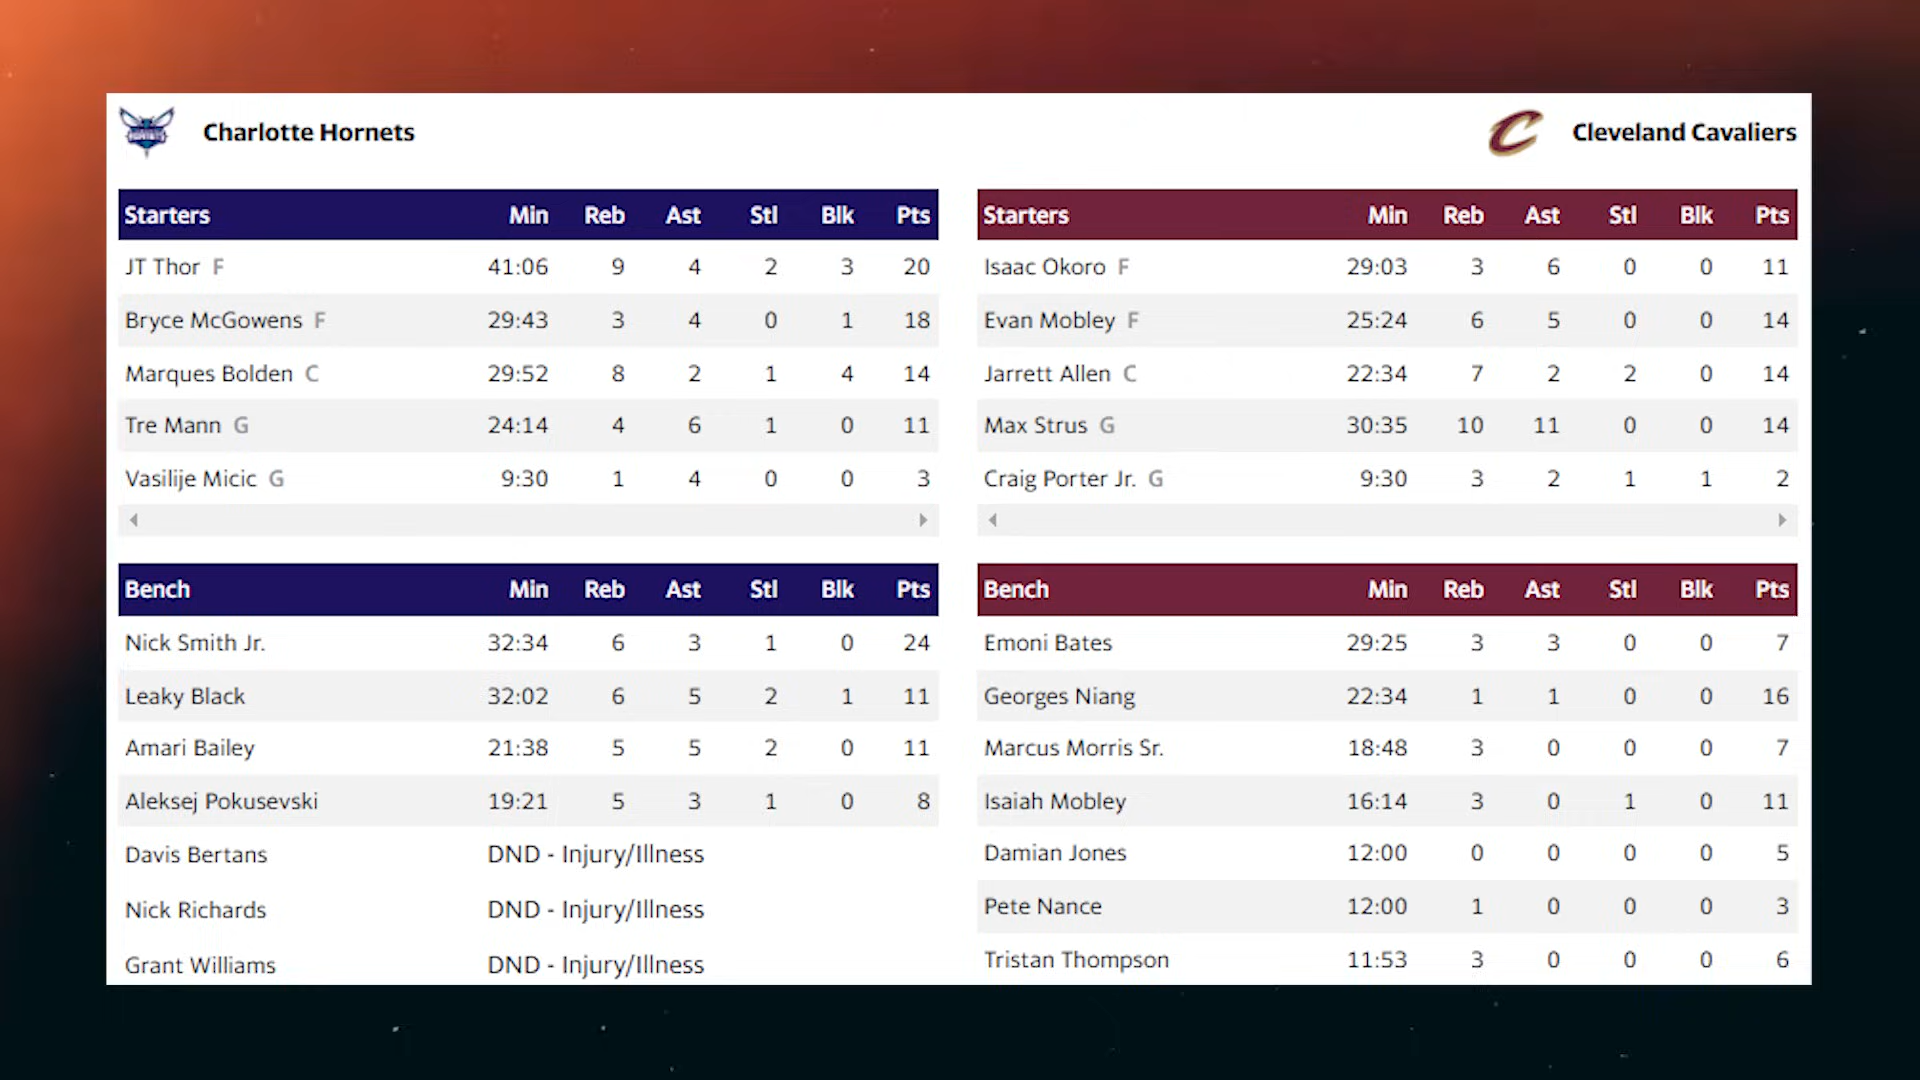 Charlotte Hornets
Starters Min Reb Ast Stl Blk Pts
JT Thor F 41:06 9 4 2 3 20
Bryce McGowens F 29:43 3 4 0 1 18
Marques Bolden C 29:52 8 2 1 4 14
Tre Mann G 24:14 4 6 1 0 11
Vasilije Micic G 9:30 1 4 0 0 3
Bench Min Reb Ast Stl Blk Pts
Nick Smith Jr. 32:34 6 3 1 0 24
Leaky Black 32:02 6 5 2 1 11
Amari Bailey 21:38 5 5 2 0 11
Aleksej Pokusevski 19:21 5 3 1 0 8
Davis Bertans DND - Injury/Illness
Nick Richards DND - Injury/Illness
Grant Williams DND - Injury/Illness
Cleveland Cavaliers
Starters Min Reb Ast Stl Blk Pts
Isaac Okoro F 29:03 3 6 0 0 11
Evan Mobley F 25:24 6 5 0 0 14
Jarrett Allen C 22:34 7 2 2 0 14
Max Strus G 30:35 10 11 0 0 14
Craig Porter Jr. G 9:30 3 2 1 1 2
Bench Min Reb Ast Stl Blk Pts
Emoni Bates 29:25 3 3 0 0 7
Georges Niang 22:34 1 1 0 0 16
Marcus Morris Sr. 18:48 3 0 0 0 7
Isaiah Mobley 16:14 3 0 1 0 11
Damian Jones 12:00 0 0 0 0 5
Pete Nance 12:00 1 0 0 0 3
Tristan Thompson 11:53 3 0 0 0 6